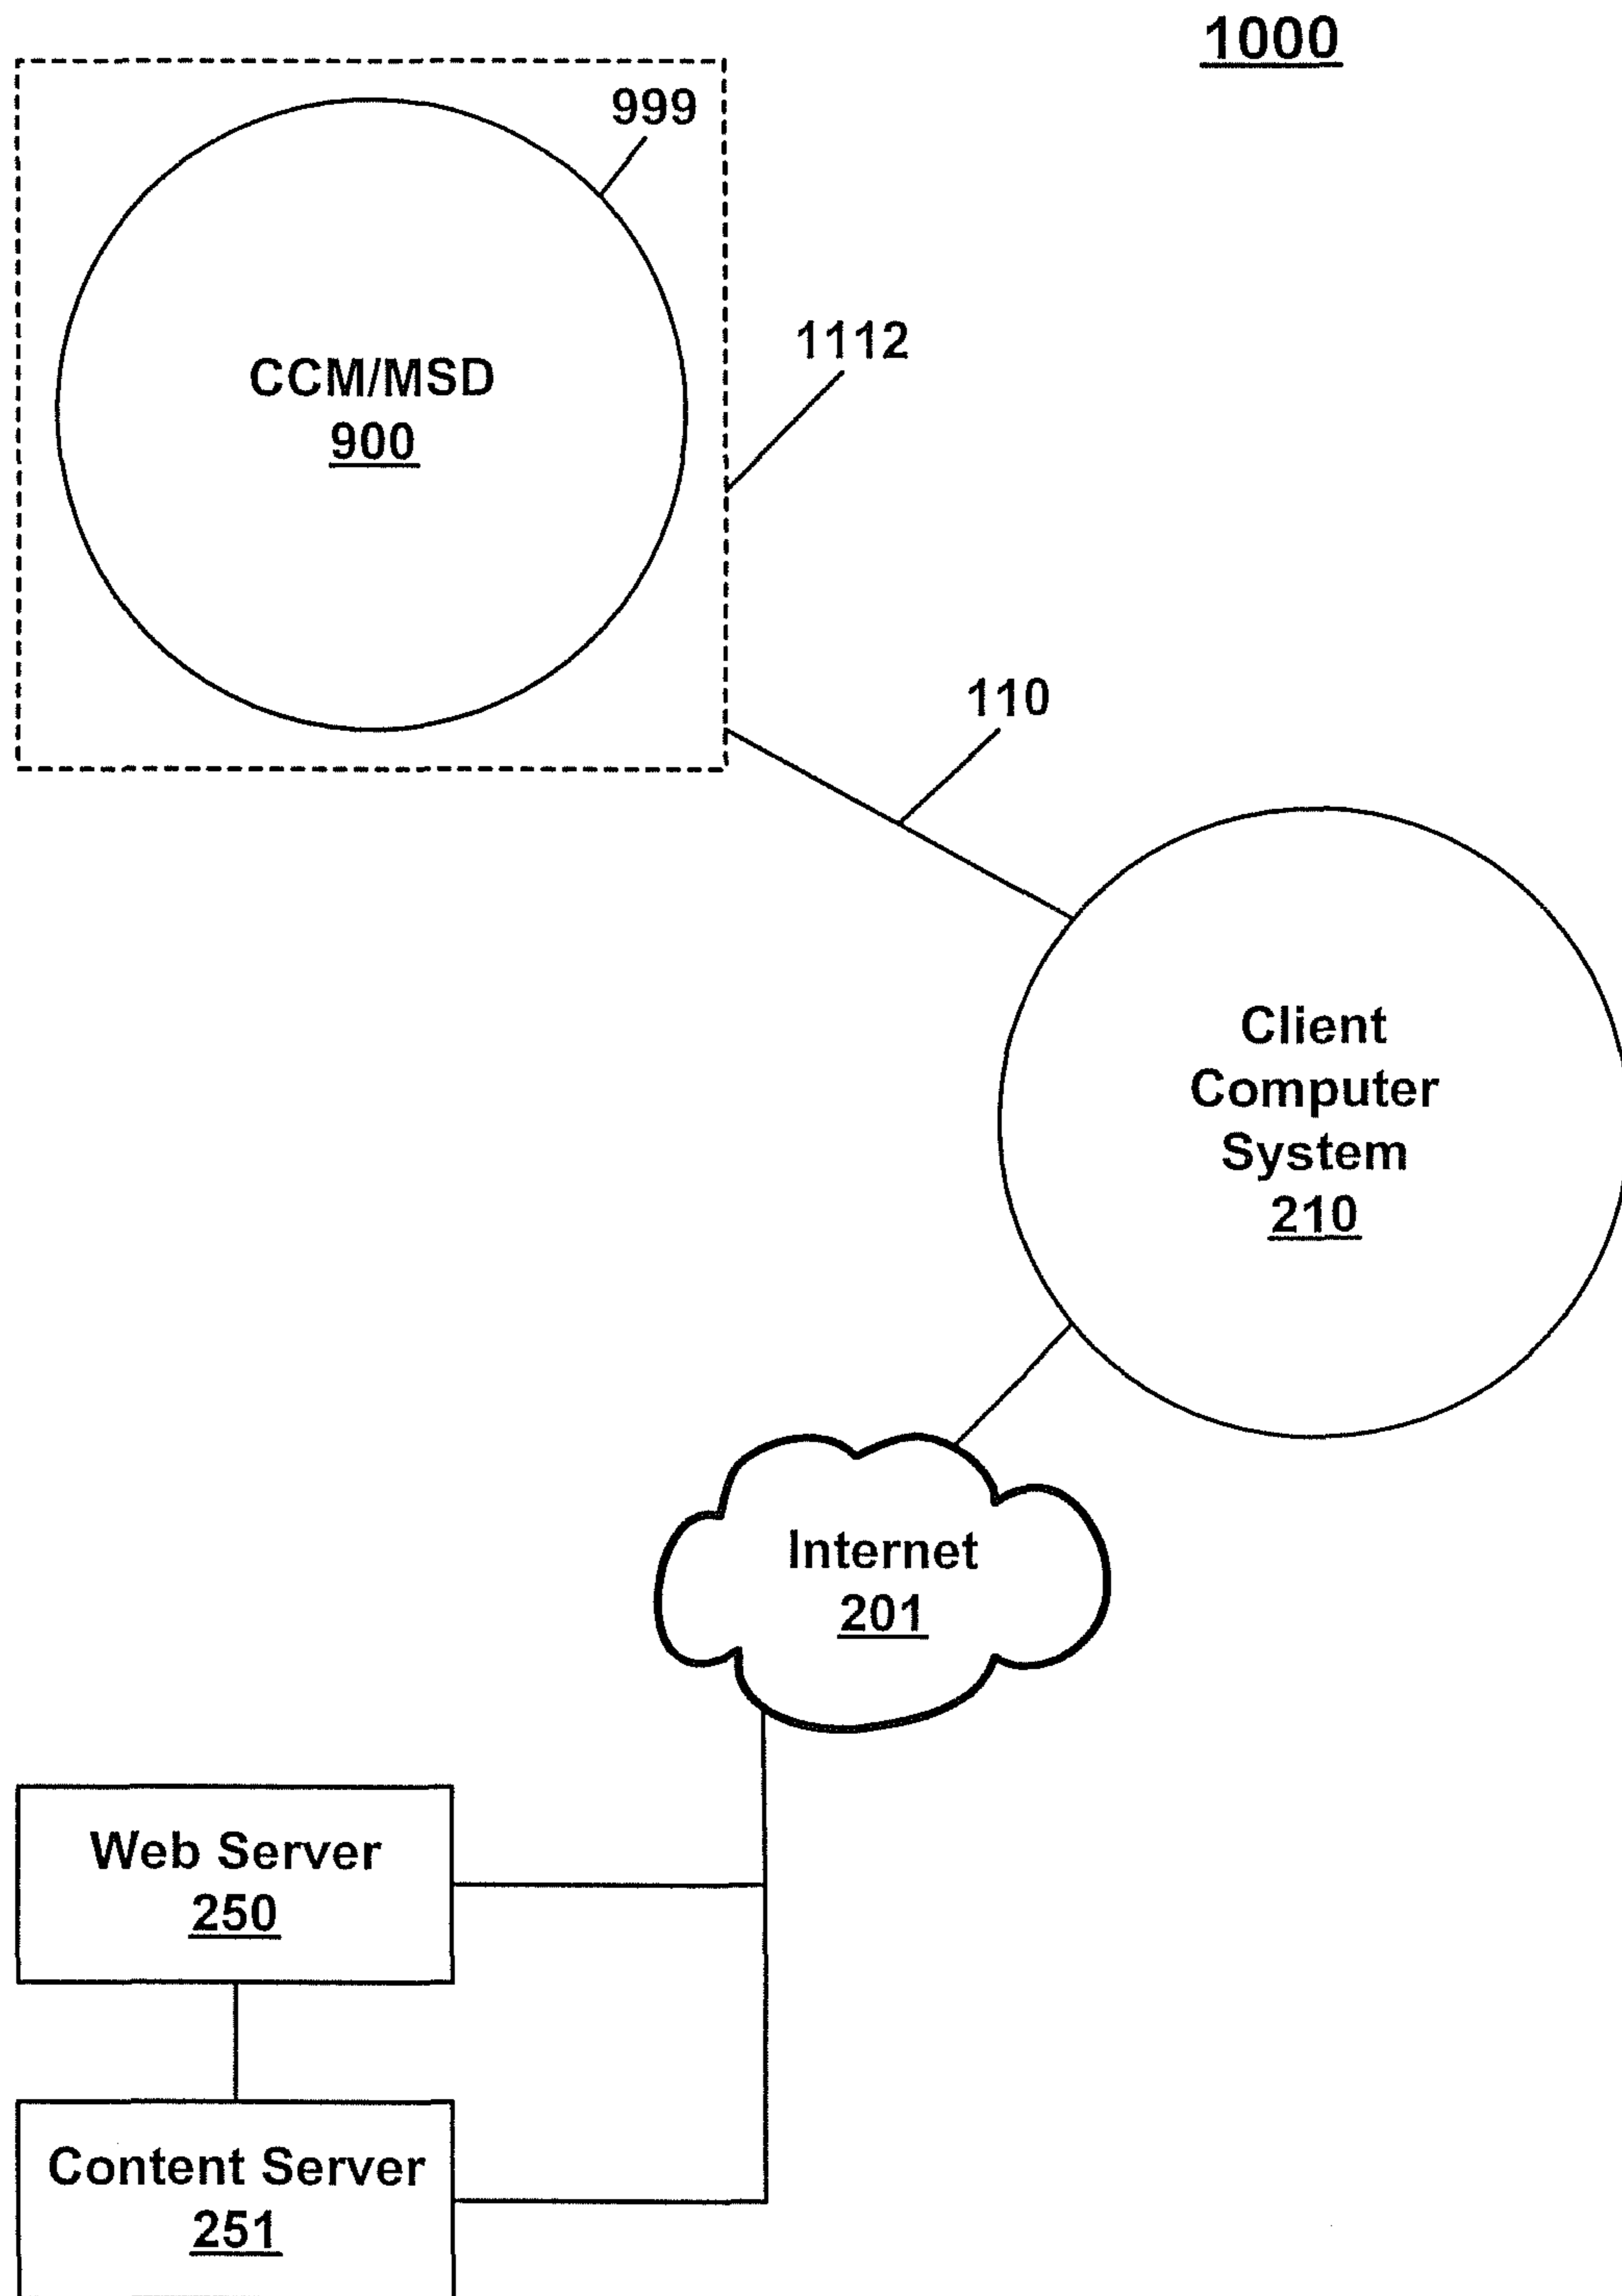 1000
999
CCM/MSD
900
1112
110
Client
Computer
System
210
Internet
201
Web Server
250
Content Server
251